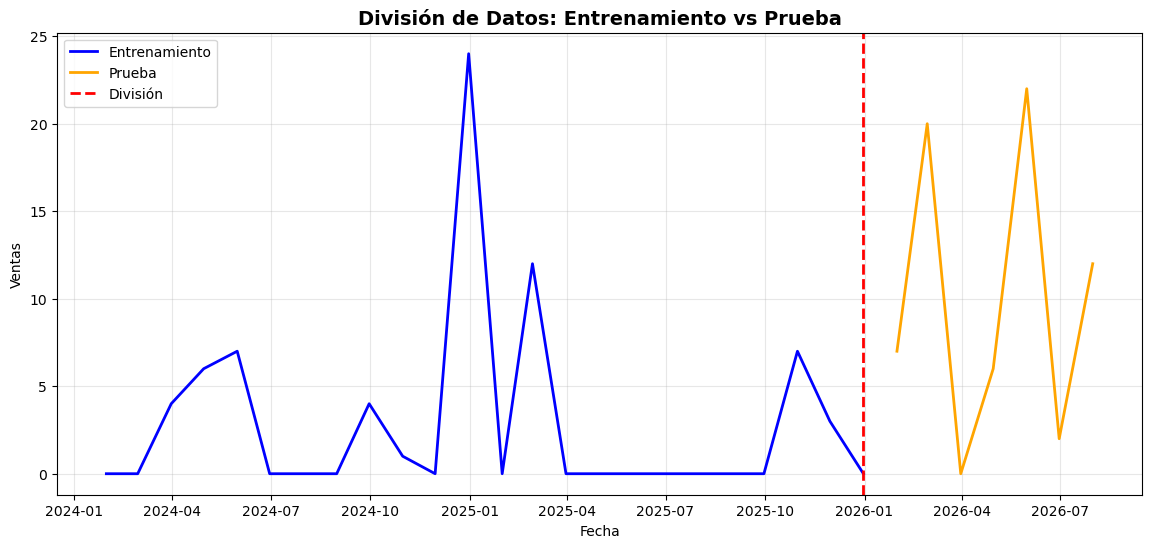 División de Datos: Entrenamiento vs Prueba
Entrenamiento
Prueba
División
25
20
15
10
5
0
Ventas
2024-01 2024-04 2024-07 2024-10 2025-01 2025-04 2025-07 2025-10 2026-01 2026-04 2026-07
Fecha